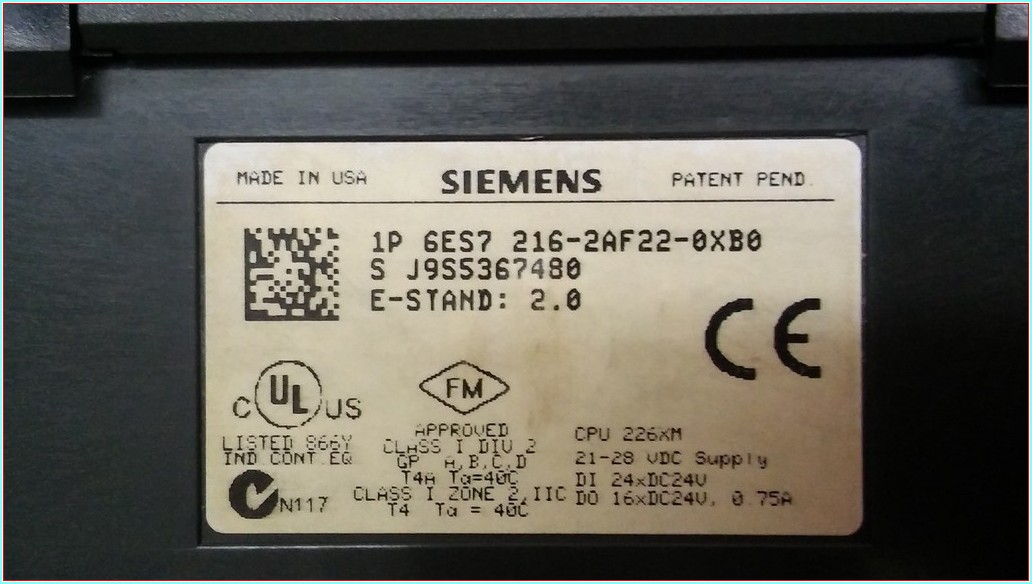 MADE IN USA SIEMENS PATENT PEND.
1P 6ES7 216-2AF22-0XB0
S J9S5367480
E-STAND: 2.0
CE
C UL US
LISTED 866Y
IND CONT EQ
N117
FM
APPROVED
CLASS I DIV 2
GP A,B,C,D
T4A Ta=40C
CLASS I ZONE 2,IIC
T4 Ta = 40C
CPU 226XM
21-28 VDC Supply
DI 24xDC24V
DO 16xDC24V, 0.75A